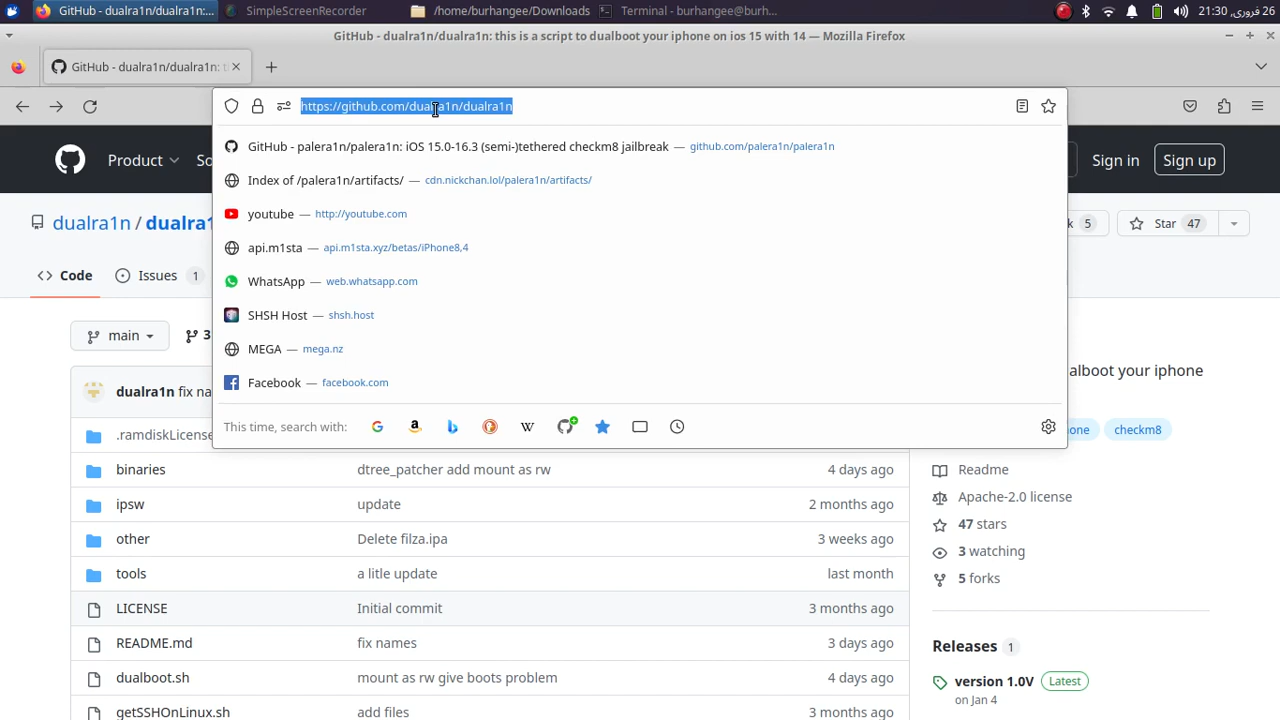 GitHub - dualra1n/dualra1n:...
SimpleScreenRecorder
/home/burhangee/Downloads
Terminal - burhangee@bu​rh...
26 فروری, 21:30
GitHub - dualra1n/dualra1n: this is a script to dualboot your iphone on ios 15 with 14 — Mozilla Firefox
GitHub - dualra1n/dualra1n: t
https://github.com/dualra1n/dualra1n
GitHub - palera1n/palera1n: iOS 15.0-16.3 (semi-)tethered checkm8 jailbreak — github.com/palera1n/palera1n
Index of /palera1n/artifacts/ — cdn.nickchan.lol/palera1n/artifacts/
youtube — http://youtube.com
api.m1sta — api.m1sta.xyz/betas/iPhone8,4
WhatsApp — web.whatsapp.com
SHSH Host — shsh.host
MEGA — mega.nz
Facebook — facebook.com
This time, search with:
W
Product
So
Sign in
Sign up
dualra1n / dualra1
k 5
Star 47
Code
Issues 1
main
3
alboot your iphone
dualra1n fix na
one
checkm8
.ramdiskLicense
binaries
dtree_patcher add mount as rw
4 days ago
Readme
ipsw
update
2 months ago
Apache-2.0 license
other
Delete filza.ipa
3 weeks ago
47 stars
3 watching
tools
a litle update
last month
5 forks
LICENSE
Initial commit
3 months ago
README.md
fix names
3 days ago
Releases 1
dualboot.sh
mount as rw give boots problem
4 days ago
version 1.0V
Latest
on Jan 4
getSSHOnLinux.sh
add files
3 months ago